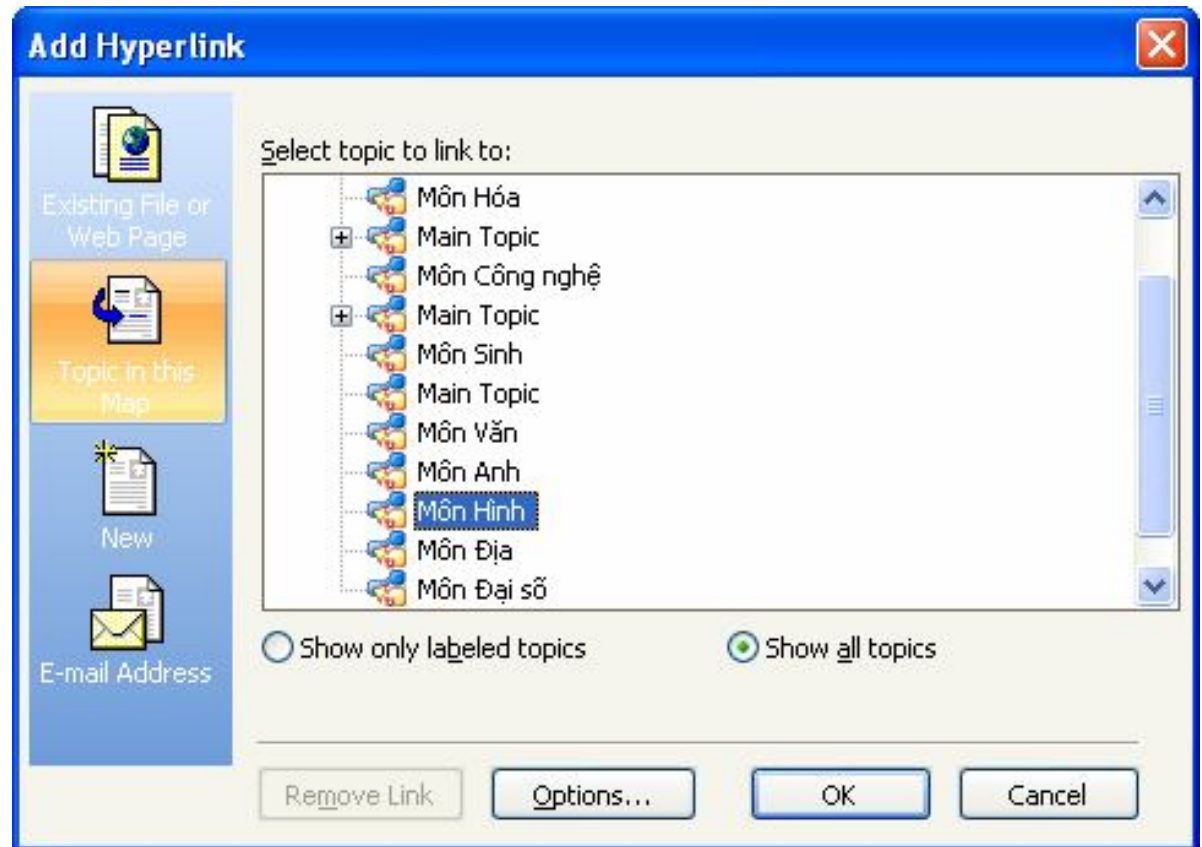 Add Hyperlink
Existing File or
Web Page
Topic in this
Map
New
E-mail Address
Select topic to link to:
Môn Hóa
Main Topic
Môn Công nghệ
Main Topic
Môn Sinh
Main Topic
Môn Văn
Môn Anh
Môn Hình
Môn Địa
Môn Đại số
Show only labeled topics
Show all topics
Remove Link
Options...
OK
Cancel